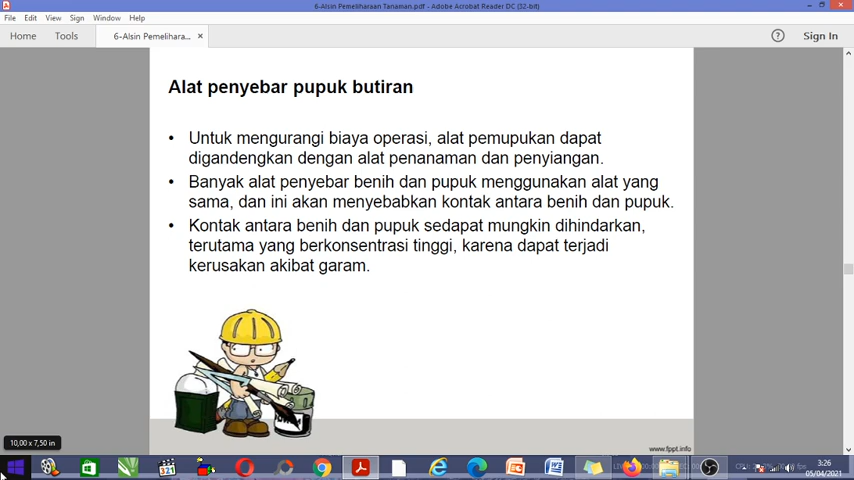 6-Alsin Pemeliharaan Tanaman.pdf - Adobe Acrobat Reader DC (32-bit)
File Edit View Sign Window Help
Home Tools 6-Alsin Pemelihara... × Sign In
Alat penyebar pupuk butiran
• Untuk mengurangi biaya operasi, alat pemupukan dapat
digandengkan dengan alat penanaman dan penyiangan.
• Banyak alat penyebar benih dan pupuk menggunakan alat yang
sama, dan ini akan menyebabkan kontak antara benih dan pupuk.
• Kontak antara benih dan pupuk sedapat mungkin dihindarkan,
terutama yang berkonsentrasi tinggi, karena dapat terjadi
kerusakan akibat garam.
10,00 x 7,50 in
www.fppt.info
321
3:26
05/04/2021